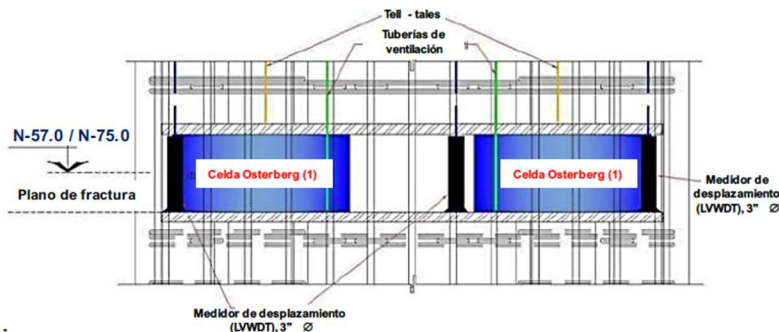 Tell - tales
Tuberías de
ventilación
N-57.0 / N-75.0
Celda Osterberg (1)
Celda Osterberg (1)
Plano de fractura
Medidor de
desplazamiento
(LVWDT), 3" Ø
Medidor de desplazamiento
(LVWDT), 3" Ø